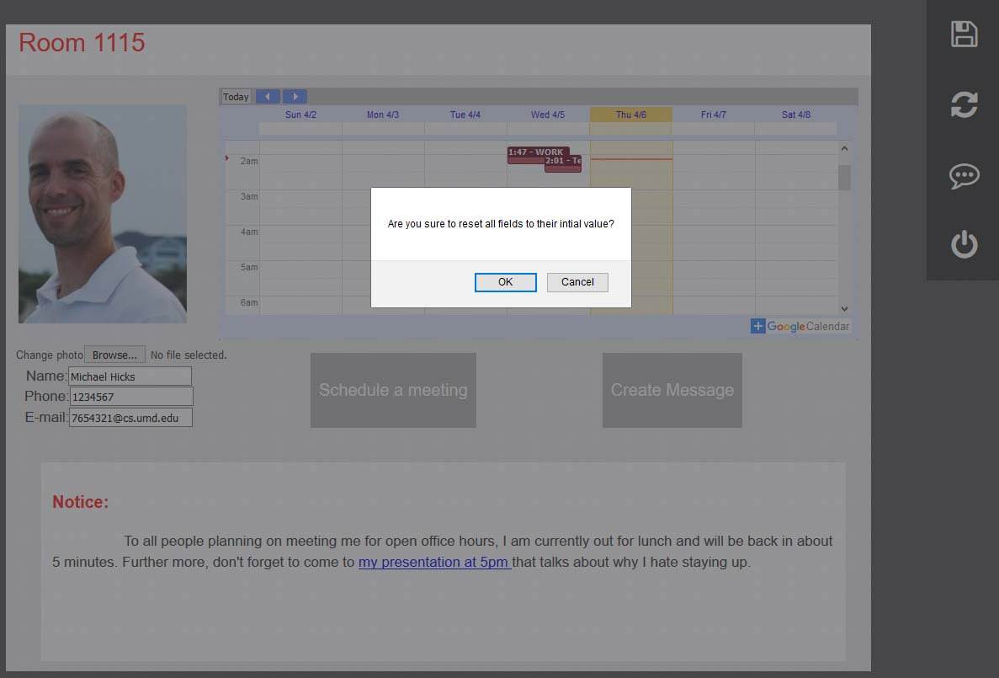 Room 1115
Today
Sun 4/2 Mon 4/3 Tue 4/4 Wed 4/5 Thu 4/6 Fri 4/7 Sat 4/8
1:47 - WORK
2am
2:01 - Te
3am
4am
5am
6am
Are you sure to reset all fields to their intial value?
OK Cancel
+ Google Calendar
Change photo Browse... No file selected.
Name: Michael Hicks
Phone: 1234567
E-mail: 7654321@cs.umd.edu
Schedule a meeting
Create Message
Notice:
To all people planning on meeting me for open office hours, I am currently out for lunch and will be back in about
5 minutes. Further more, don't forget to come to my presentation at 5pm that talks about why I hate staying up.